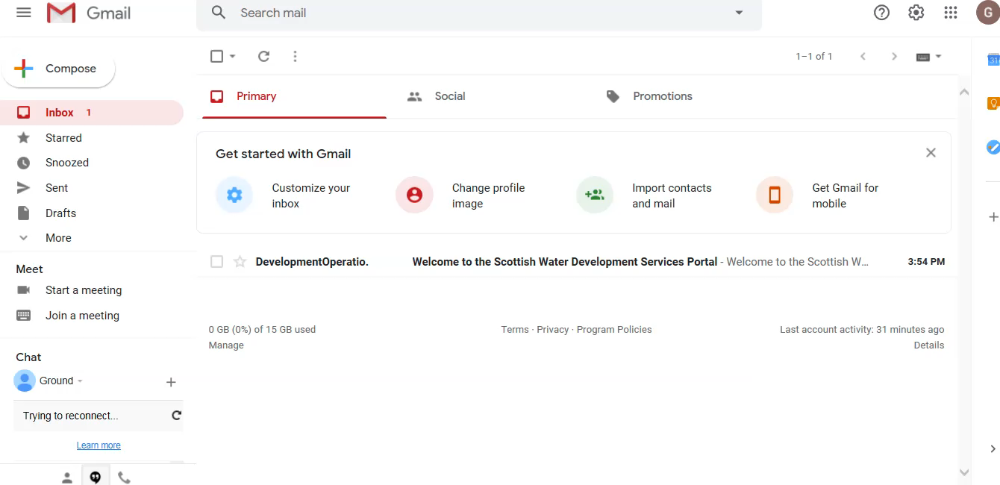 Gmail
Search mail
G
Compose
1–1 of 1
31
Primary
Social
Promotions
Inbox 1
Starred
Snoozed
Sent
Drafts
More
Get started with Gmail
Customize your
inbox
Change profile
image
Import contacts
and mail
Get Gmail for
mobile
DevelopmentOperatio. Welcome to the Scottish Water Development Services Portal - Welcome to the Scottish W… 3:54 PM
Meet
Start a meeting
Join a meeting
0 GB (0%) of 15 GB used
Manage
Terms · Privacy · Program Policies
Last account activity: 31 minutes ago
Details
Chat
Ground
Trying to reconnect...
Learn more